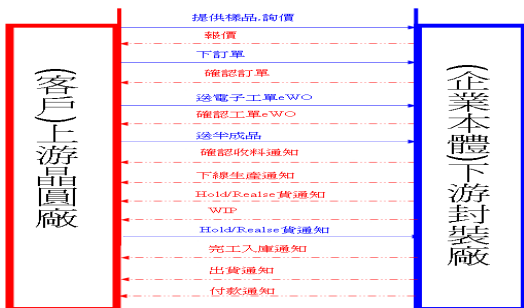 (客戶)上游晶圓廠
提供樣品,詢價
報價
下訂單
確認訂單
送電子工單eWO
確認工單eWO
送半成品
確認收料通知
下線生產通知
Hold/Realse貨通知
WIP
Hold/Realse貨通知
完工入庫通知
出貨通知
付款通知
(企業本體)下游封裝廠